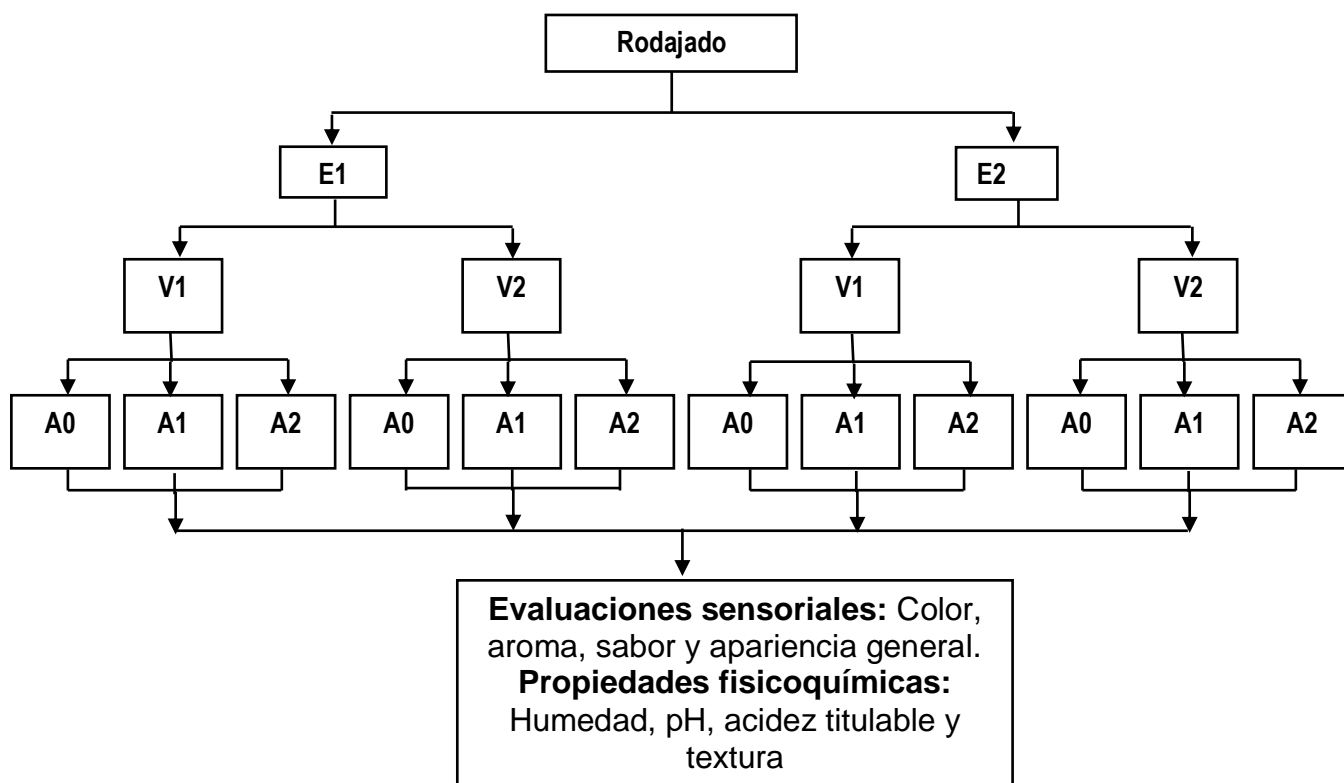 Rodajado
E1 E2
V1 V2 V1 V2
A0 A1 A2 A0 A1 A2 A0 A1 A2 A0 A1 A2
Evaluaciones sensoriales: Color,
aroma, sabor y apariencia general.
Propiedades fisicoquímicas:
Humedad, pH, acidez titulable y
textura